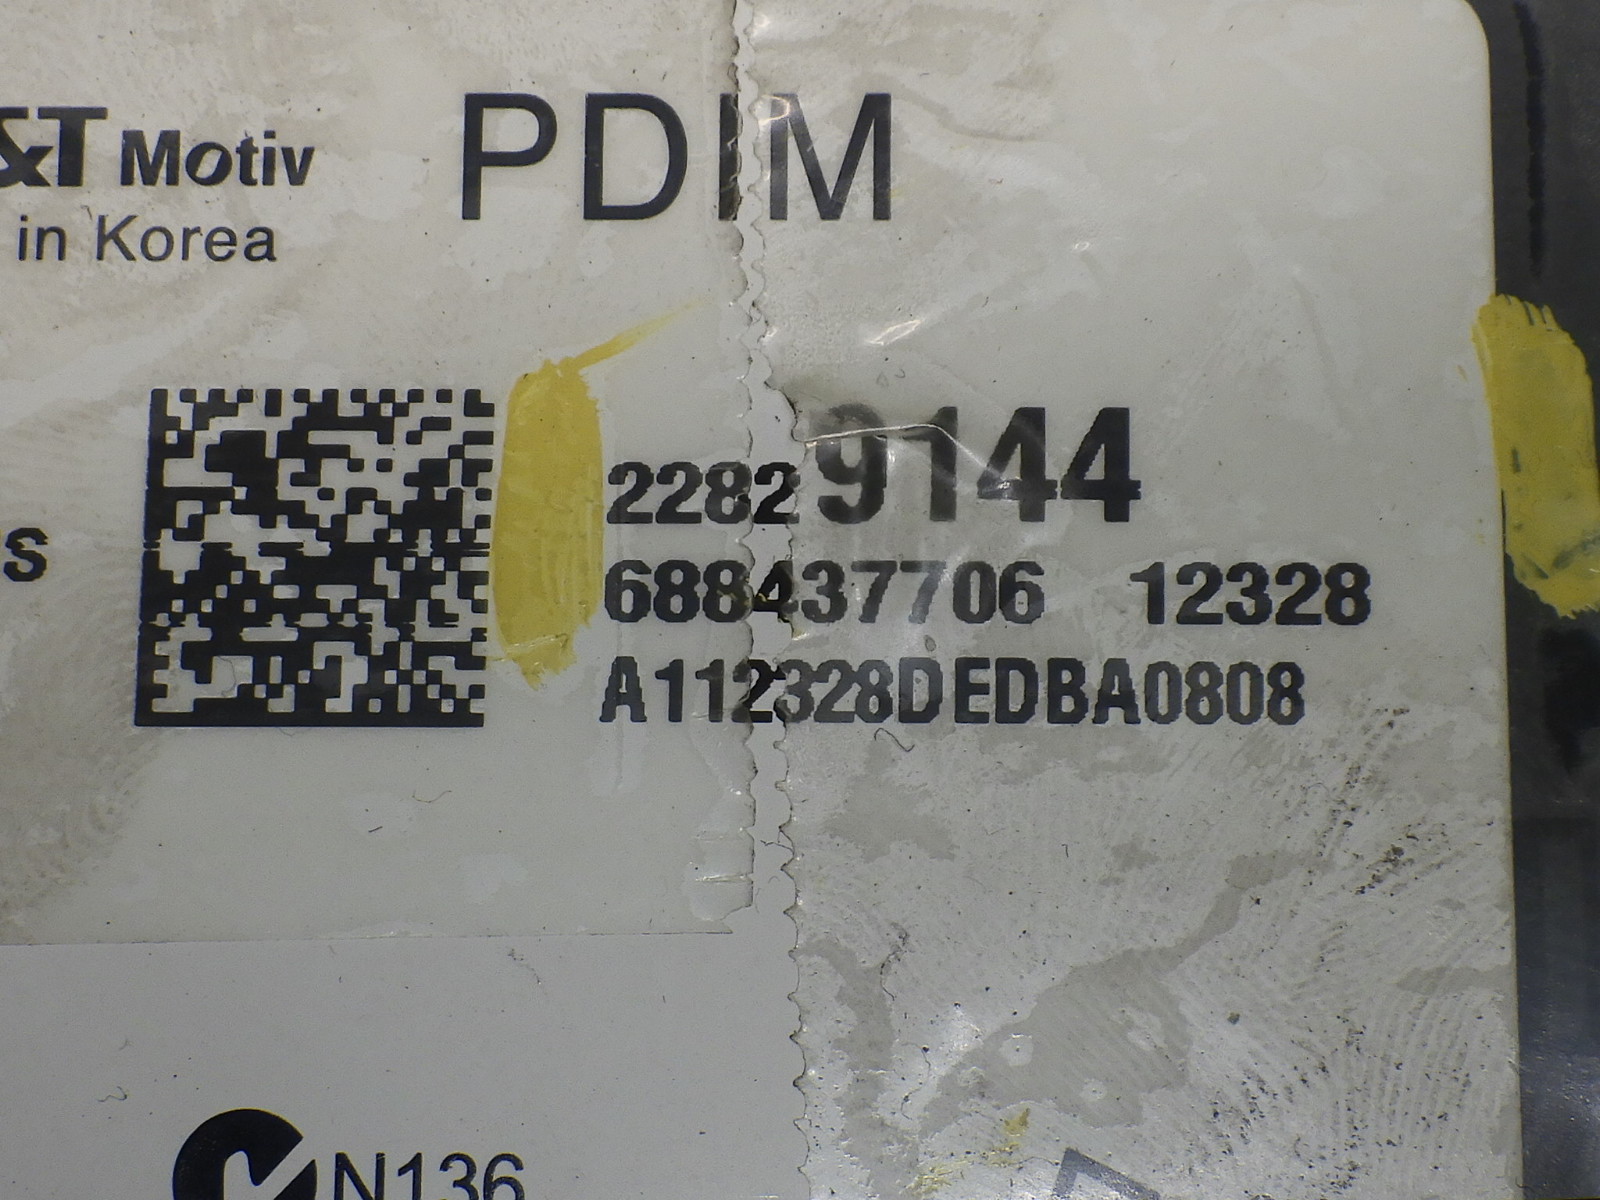 &T Motiv PDIM
in Korea
s
22829144
688437706 12328
A112328DEDBA0808
N136